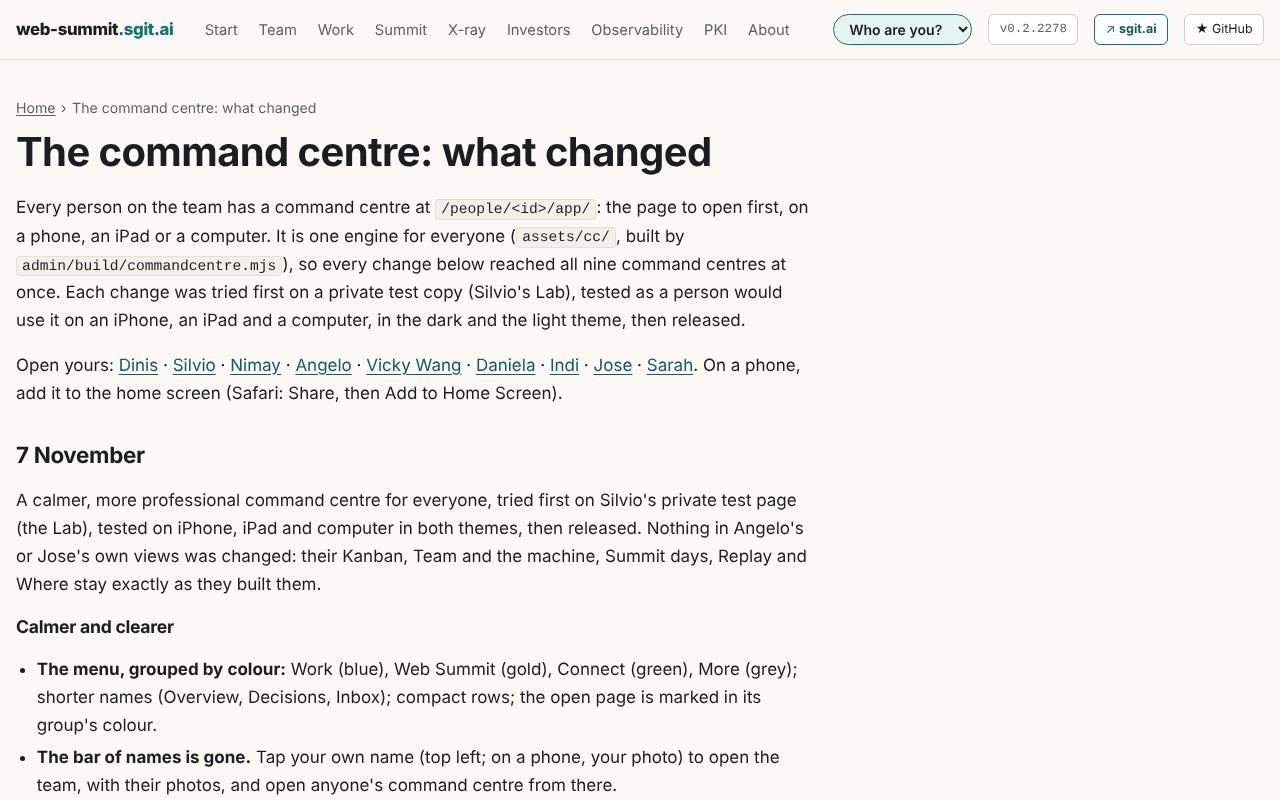 web-summit.sgit.ai Start Team Work Summit X-ray Investors Observability PKI About Who are you? v0.2.2278 ↗ sgit.ai ★ GitHub
Home › The command centre: what changed
The command centre: what changed
Every person on the team has a command centre at /people/<id>/app/: the page to open first, on
a phone, an iPad or a computer. It is one engine for everyone (assets/cc/, built by
admin/build/commandcentre.mjs), so every change below reached all nine command centres at
once. Each change was tried first on a private test copy (Silvio's Lab), tested as a person would
use it on an iPhone, an iPad and a computer, in the dark and the light theme, then released.
Open yours: Dinis · Silvio · Nimay · Angelo · Vicky Wang · Daniela · Indi · Jose · Sarah. On a phone,
add it to the home screen (Safari: Share, then Add to Home Screen).
7 November
A calmer, more professional command centre for everyone, tried first on Silvio's private test page
(the Lab), tested on iPhone, iPad and computer in both themes, then released. Nothing in Angelo's
or Jose's own views was changed: their Kanban, Team and the machine, Summit days, Replay and
Where stay exactly as they built them.
Calmer and clearer
• The menu, grouped by colour: Work (blue), Web Summit (gold), Connect (green), More (grey);
shorter names (Overview, Decisions, Inbox); compact rows; the open page is marked in its
group's colour.
• The bar of names is gone. Tap your own name (top left; on a phone, your photo) to open the
team, with their photos, and open anyone's command centre from there.